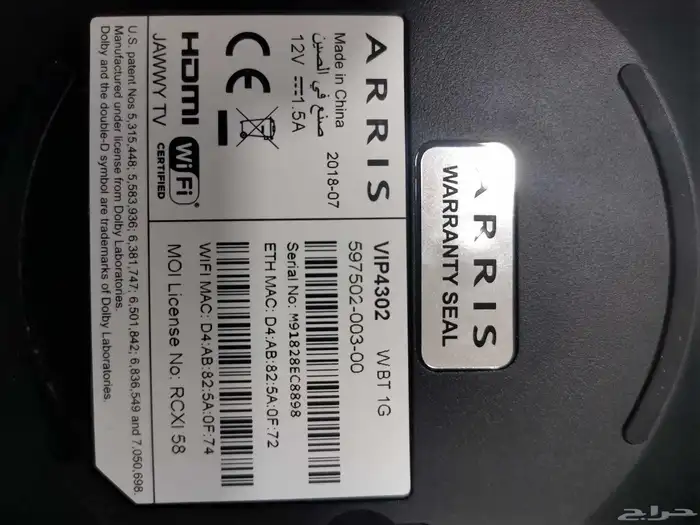 ARRIS
Made in China 2018-07
صنع في الصين
12V ⎓ 1.5A
CE
HDMI
WiFi
CERTIFIED
JAWWY TV
U.S. patent Nos 5,315,448; 5,583,936; 6,381,747; 6,501,842; 6,836,549 and 7,050,698.
Manufactured under license from Dolby Laboratories.
Dolby and the double-D symbol are trademarks of Dolby Laboratories.
VIP4302 WBT 1G
597502-003-00
Serial No: M91828EC8898
ETH MAC: D4:AB:82:5A:0F:72
WIFI MAC: D4:AB:82:5A:0F:74
MOI License No: RCXI 58
ARRIS
WARRANTY SEAL
حراج